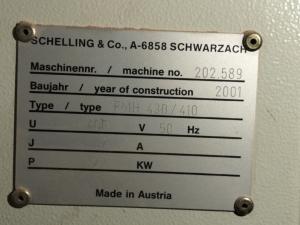 SCHELLING & Co., A-6858 SCHWARZACH
Maschinennr. / machine no. 202.589
Baujahr / year of construction 2001
Type / type FMH 430/410
U 400 V 50 Hz
J / A
P / KW
Made in Austria